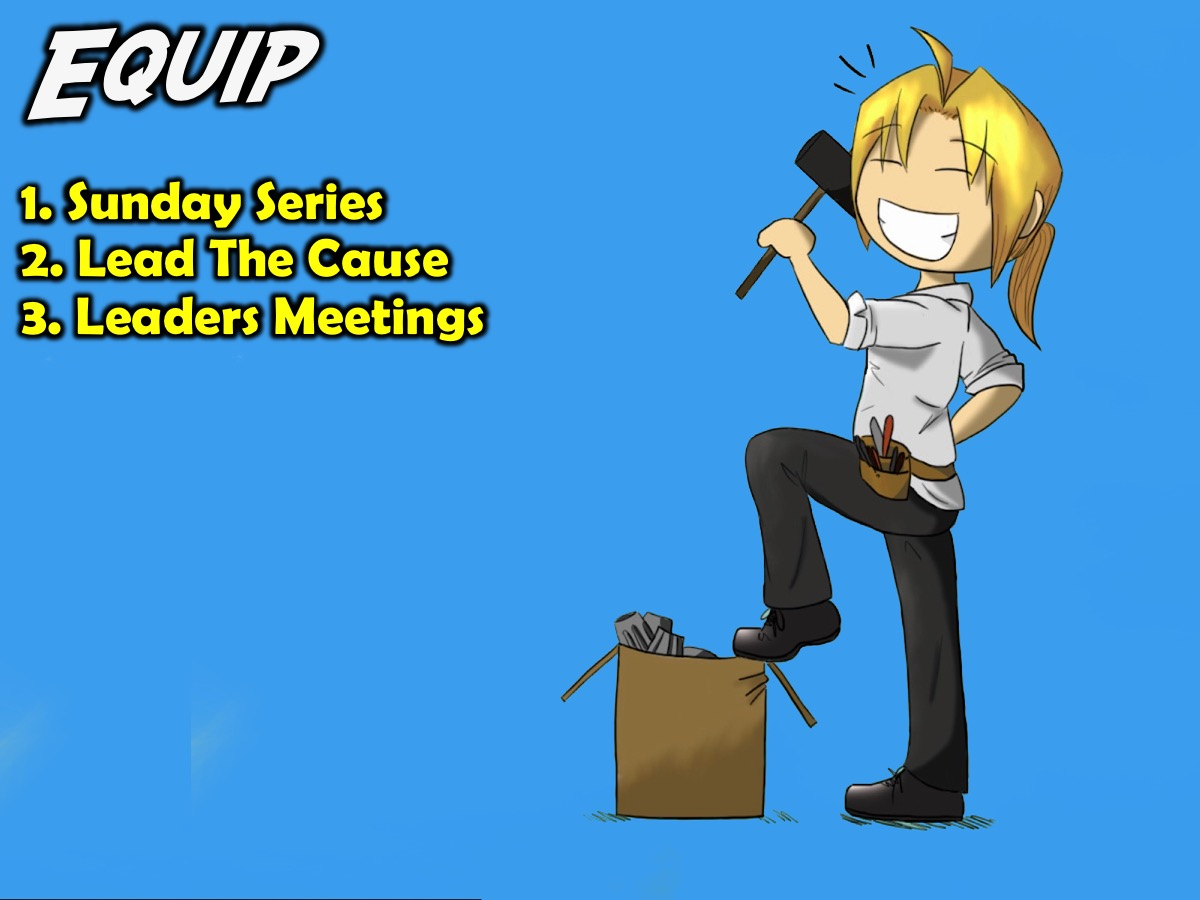 Equip
1. Sunday Series
2. Lead The Cause
3. Leaders Meetings